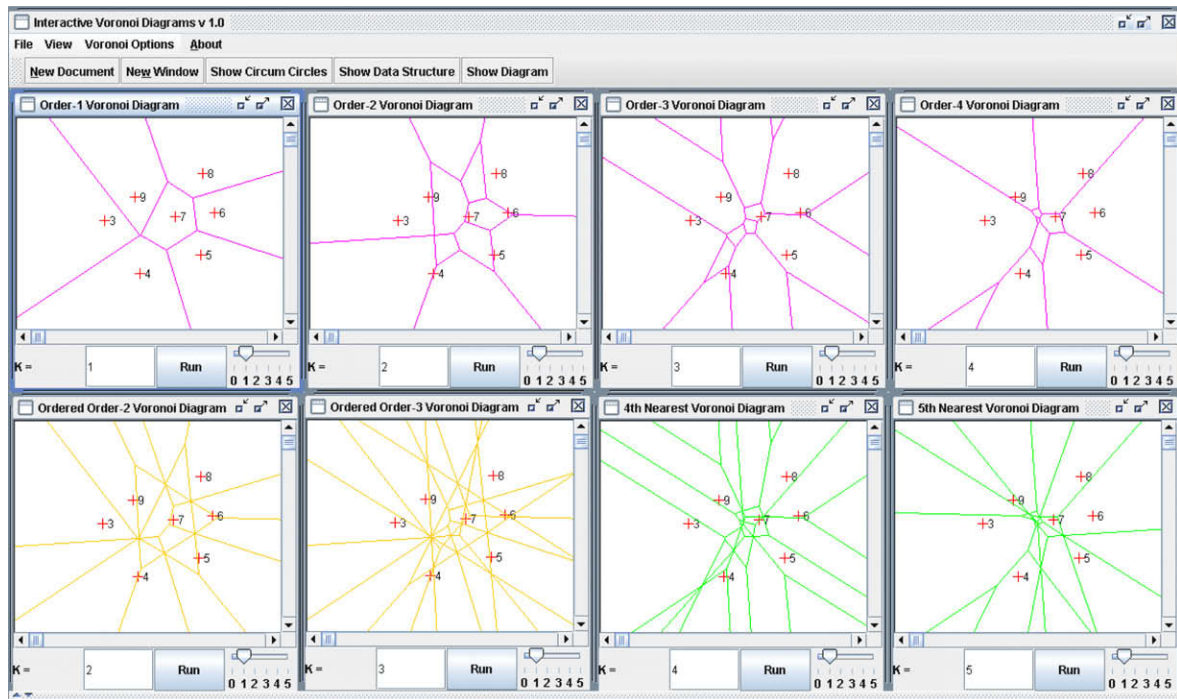 Interactive Voronoi Diagrams v 1.0
File View Voronoi Options About
New Document New Window Show Circum Circles Show Data Structure Show Diagram
Order-1 Voronoi Diagram
8
9
3
7
6
5
4
K = 1 Run
0 1 2 3 4 5
Order-2 Voronoi Diagram
8
9
3
7
6
5
4
K = 2 Run
0 1 2 3 4 5
Order-3 Voronoi Diagram
8
9
3
7
6
5
4
K = 3 Run
0 1 2 3 4 5
Order-4 Voronoi Diagram
8
9
3
7
6
5
4
K = 4 Run
0 1 2 3 4 5
Ordered Order-2 Voronoi Diagram
8
9
3
7
6
5
4
K = 2 Run
0 1 2 3 4 5
Ordered Order-3 Voronoi Diagram
8
9
3
7
6
5
4
K = 3 Run
0 1 2 3 4 5
4th Nearest Voronoi Diagram
8
9
3
7
6
5
4
K = 4 Run
0 1 2 3 4 5
5th Nearest Voronoi Diagram
8
9
3
7
6
5
4
K = 5 Run
0 1 2 3 4 5